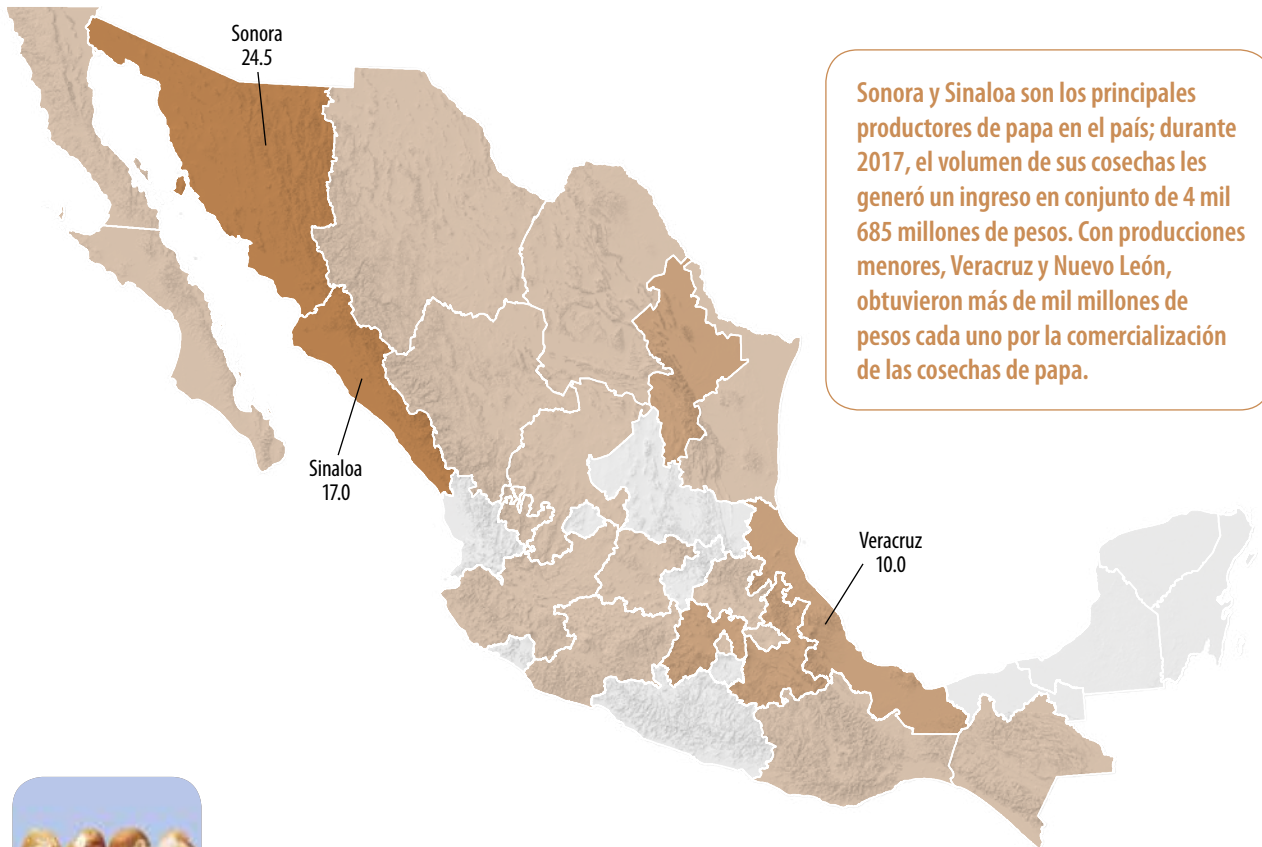 Sonora
24.5
Sonora y Sinaloa son los principales
productores de papa en el país; durante
2017, el volumen de sus cosechas les
generó un ingreso en conjunto de 4 mil
685 millones de pesos. Con producciones
menores, Veracruz y Nuevo León,
obtuvieron más de mil millones de
pesos cada uno por la comercialización
de las cosechas de papa.
Sinaloa
17.0
Veracruz
10.0